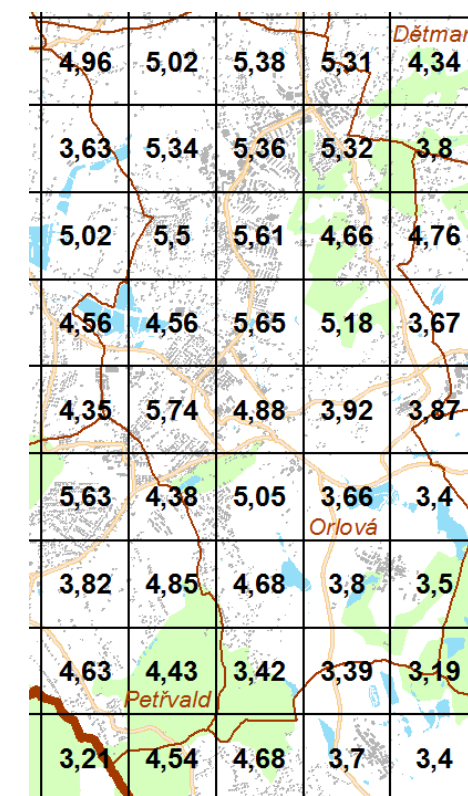 Dětmar
4,96 5,02 5,38 5,31 4,34
3,63 5,34 5,36 5,32 3,8
5,02 5,5 5,61 4,66 4,76
4,56 4,56 5,65 5,18 3,67
4,35 5,74 4,88 3,92 3,87
5,63 4,38 5,05 3,66 3,4
Orlová
3,82 4,85 4,68 3,8 3,5
4,63 4,43 3,42 3,39 3,19
Petřvald
3,21 4,54 4,68 3,7 3,4